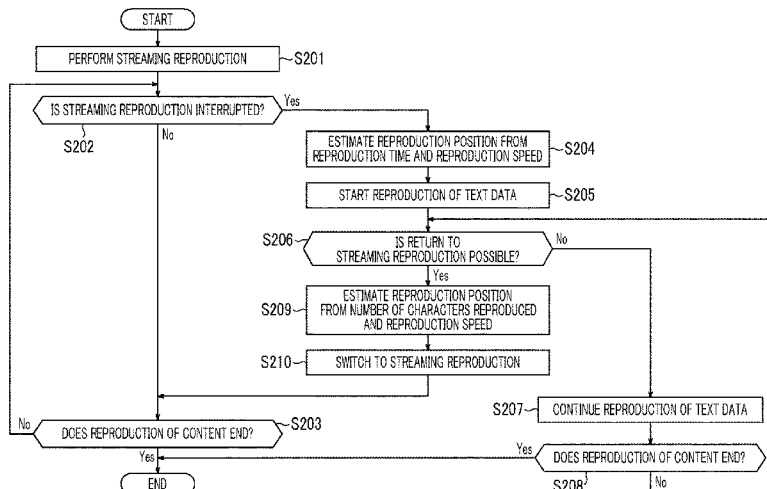 START
PERFORM STREAMING REPRODUCTION
S201
IS STREAMING REPRODUCTION INTERRUPTED?
Yes
S202
No
ESTIMATE REPRODUCTION POSITION FROM
REPRODUCTION TIME AND REPRODUCTION SPEED
S204
START REPRODUCTION OF TEXT DATA
S205
S206
IS RETURN TO
STREAMING REPRODUCTION POSSIBLE?
No
Yes
S209
ESTIMATE REPRODUCTION POSITION
FROM NUMBER OF CHARACTERS REPRODUCED
AND REPRODUCTION SPEED
S210
SWITCH TO STREAMING REPRODUCTION
S207
CONTINUE REPRODUCTION OF TEXT DATA
No
DOES REPRODUCTION OF CONTENT END?
S203
Yes
Yes
DOES REPRODUCTION OF CONTENT END?
S208
No
END